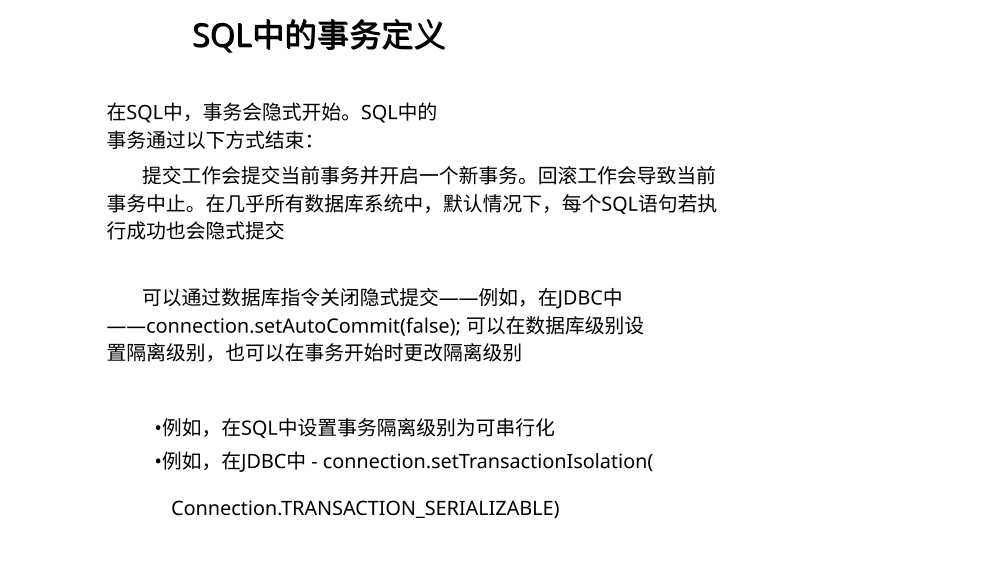 SQL中的事务定义
在SQL中，事务会隐式开始。SQL中的
事务通过以下方式结束：
提交工作会提交当前事务并开启一个新事务。回滚工作会导致当前
事务中止。在几乎所有数据库系统中，默认情况下，每个SQL语句若执
行成功也会隐式提交
可以通过数据库指令关闭隐式提交——例如，在JDBC中
——connection.setAutoCommit(false); 可以在数据库级别设
置隔离级别，也可以在事务开始时更改隔离级别
•例如，在SQL中设置事务隔离级别为可串行化
•例如，在JDBC中 - connection.setTransactionIsolation(
Connection.TRANSACTION_SERIALIZABLE)